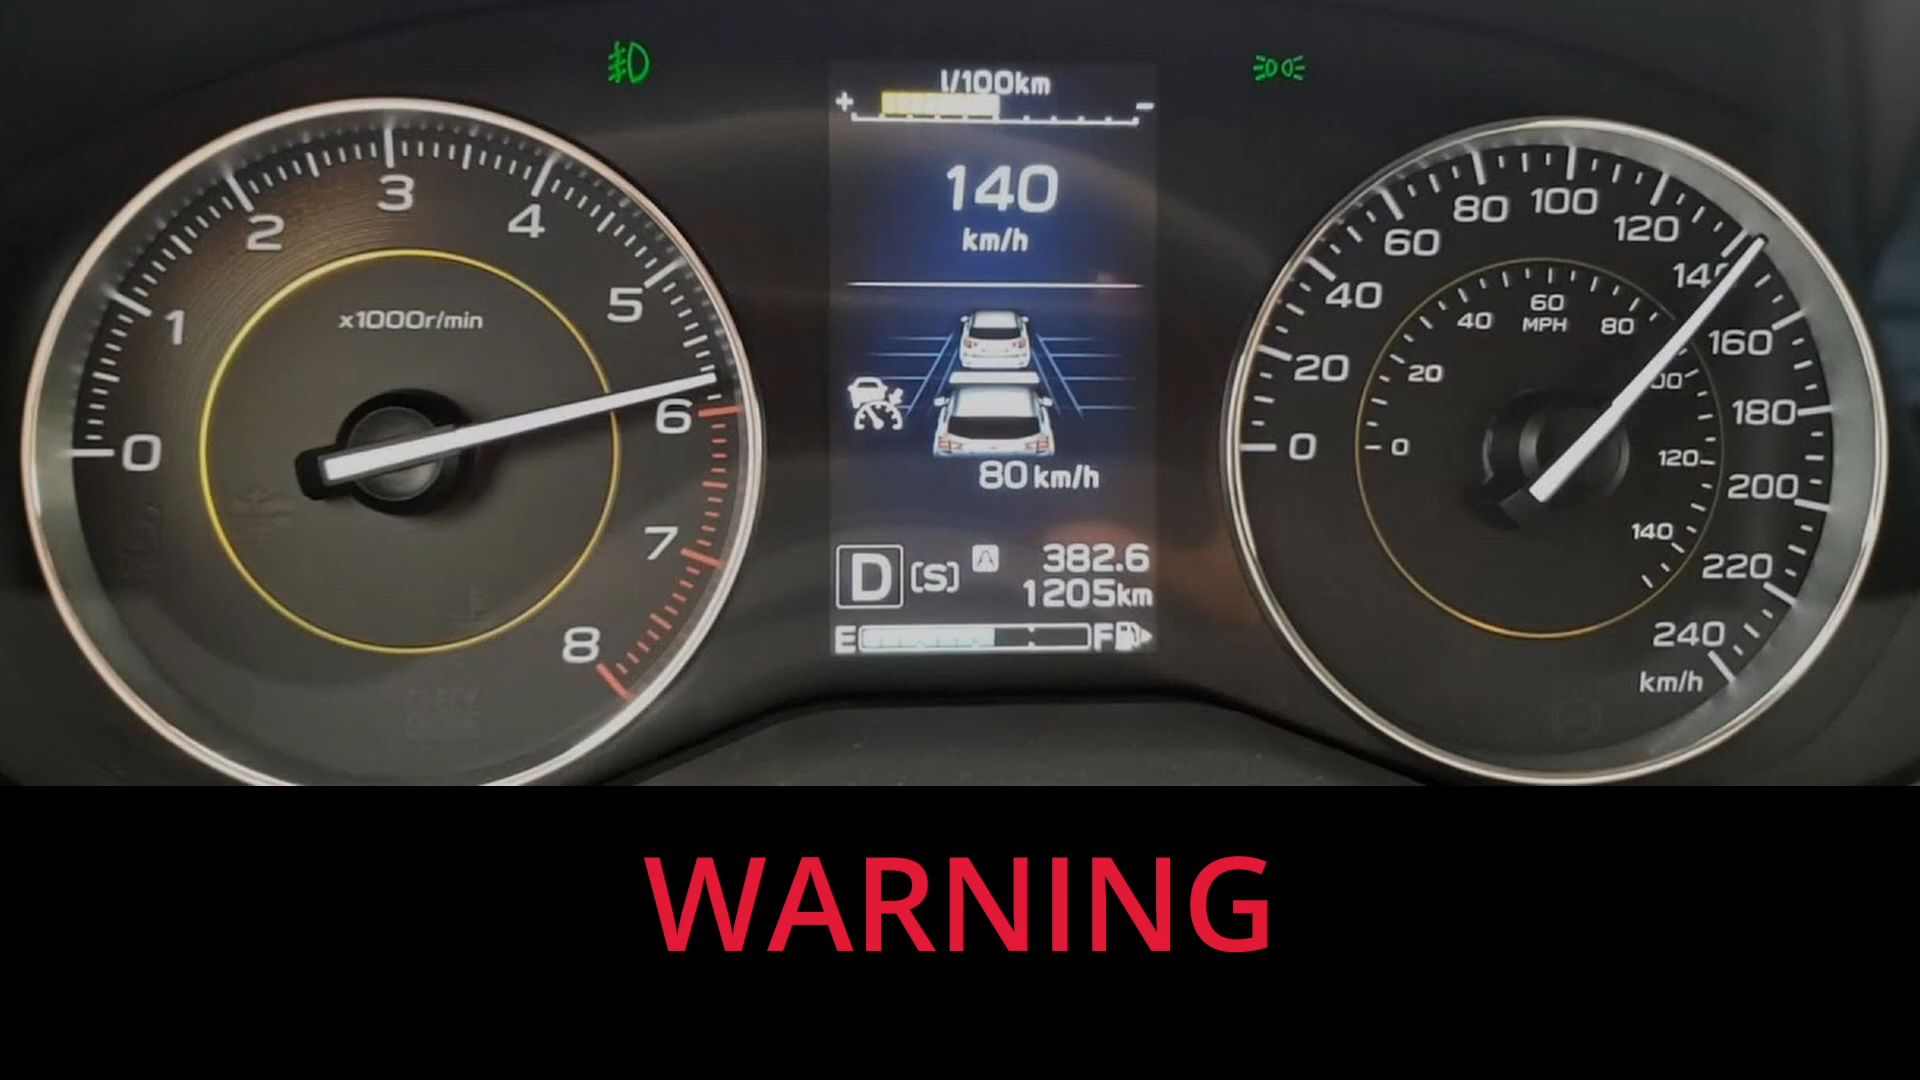 l/100km
+ -
140
km/h
80 km/h
D [S] A 382.6
1205km
E F
0 1 2 3 4 5 6 7 8
x1000r/min
0 20 40 60 80 100 120 140 160 180 200 220 240
km/h
0 20 40 60 80 120 140
MPH
WARNING